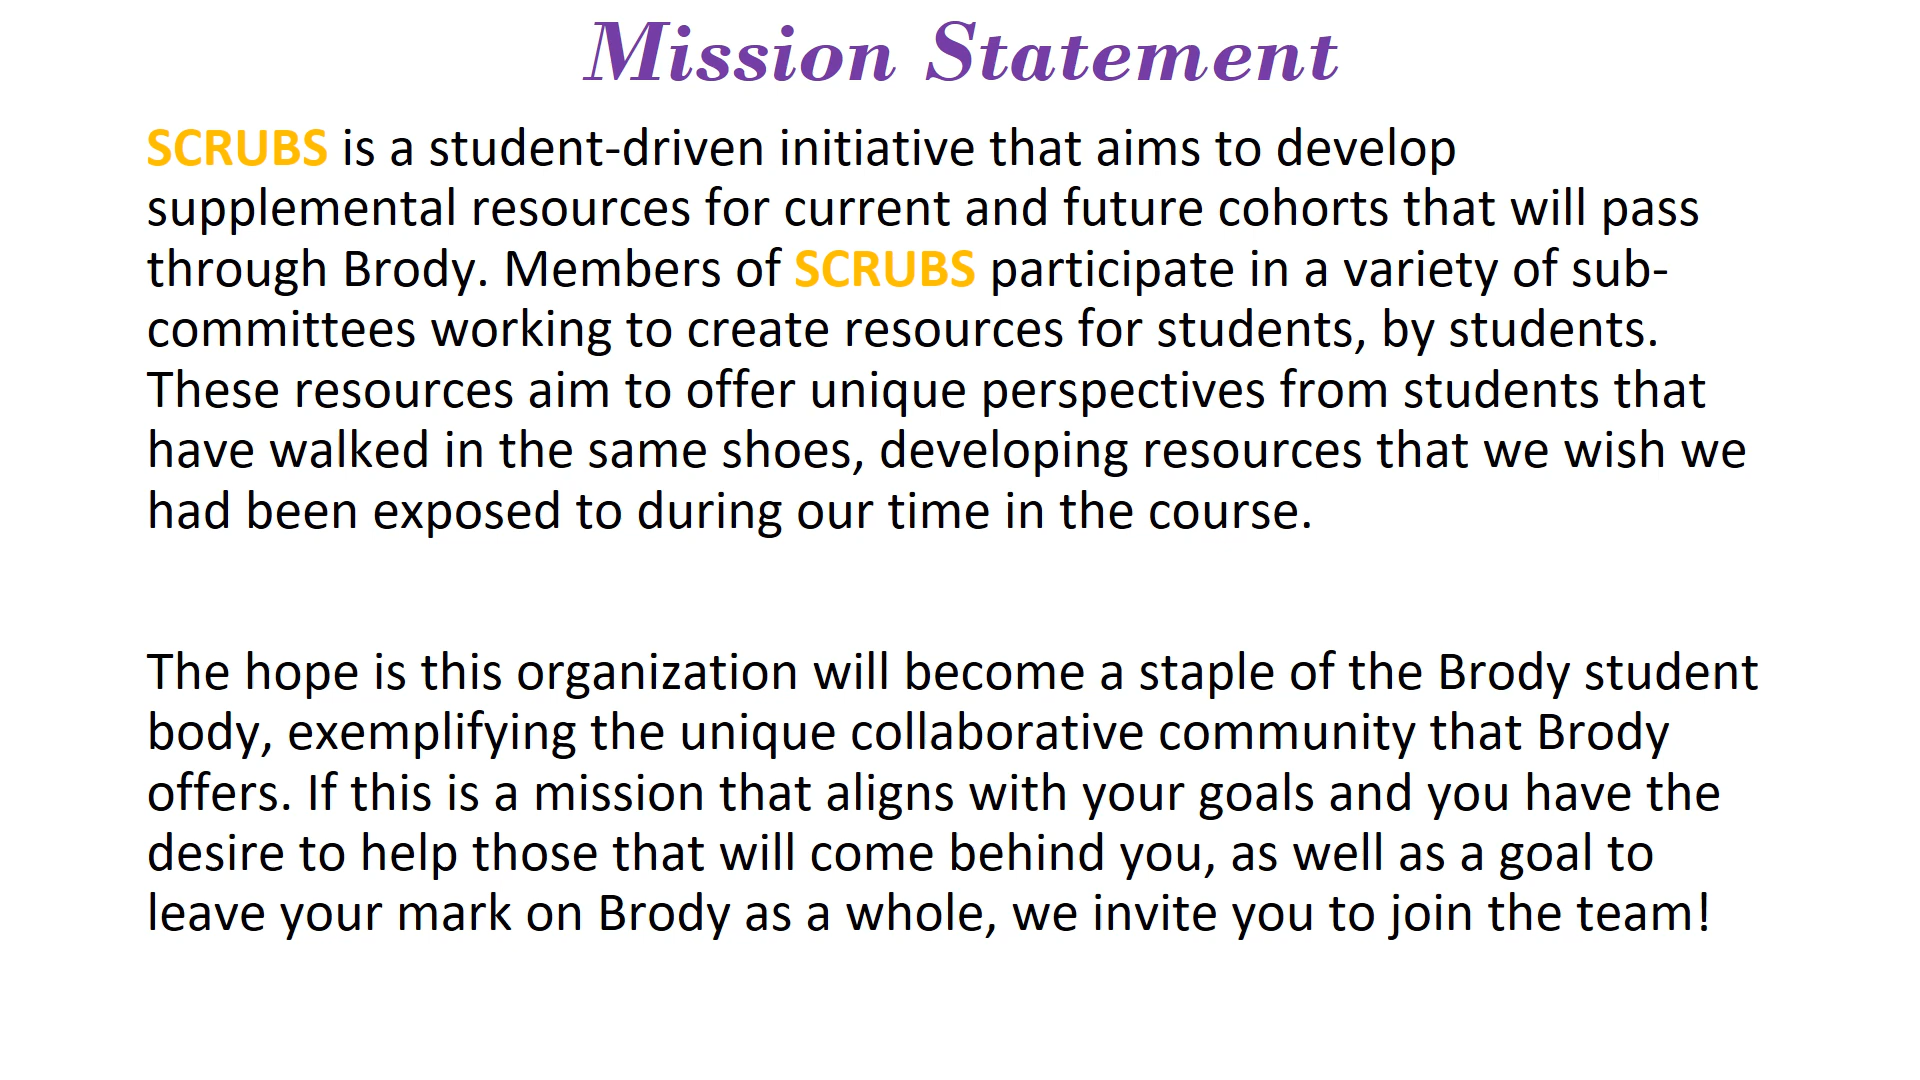 Mission Statement
SCRUBS is a student-driven initiative that aims to develop
supplemental resources for current and future cohorts that will pass
through Brody. Members of SCRUBS participate in a variety of sub-
committees working to create resources for students, by students.
These resources aim to offer unique perspectives from students that
have walked in the same shoes, developing resources that we wish we
had been exposed to during our time in the course.
The hope is this organization will become a staple of the Brody student
body, exemplifying the unique collaborative community that Brody
offers. If this is a mission that aligns with your goals and you have the
desire to help those that will come behind you, as well as a goal to
leave your mark on Brody as a whole, we invite you to join the team!